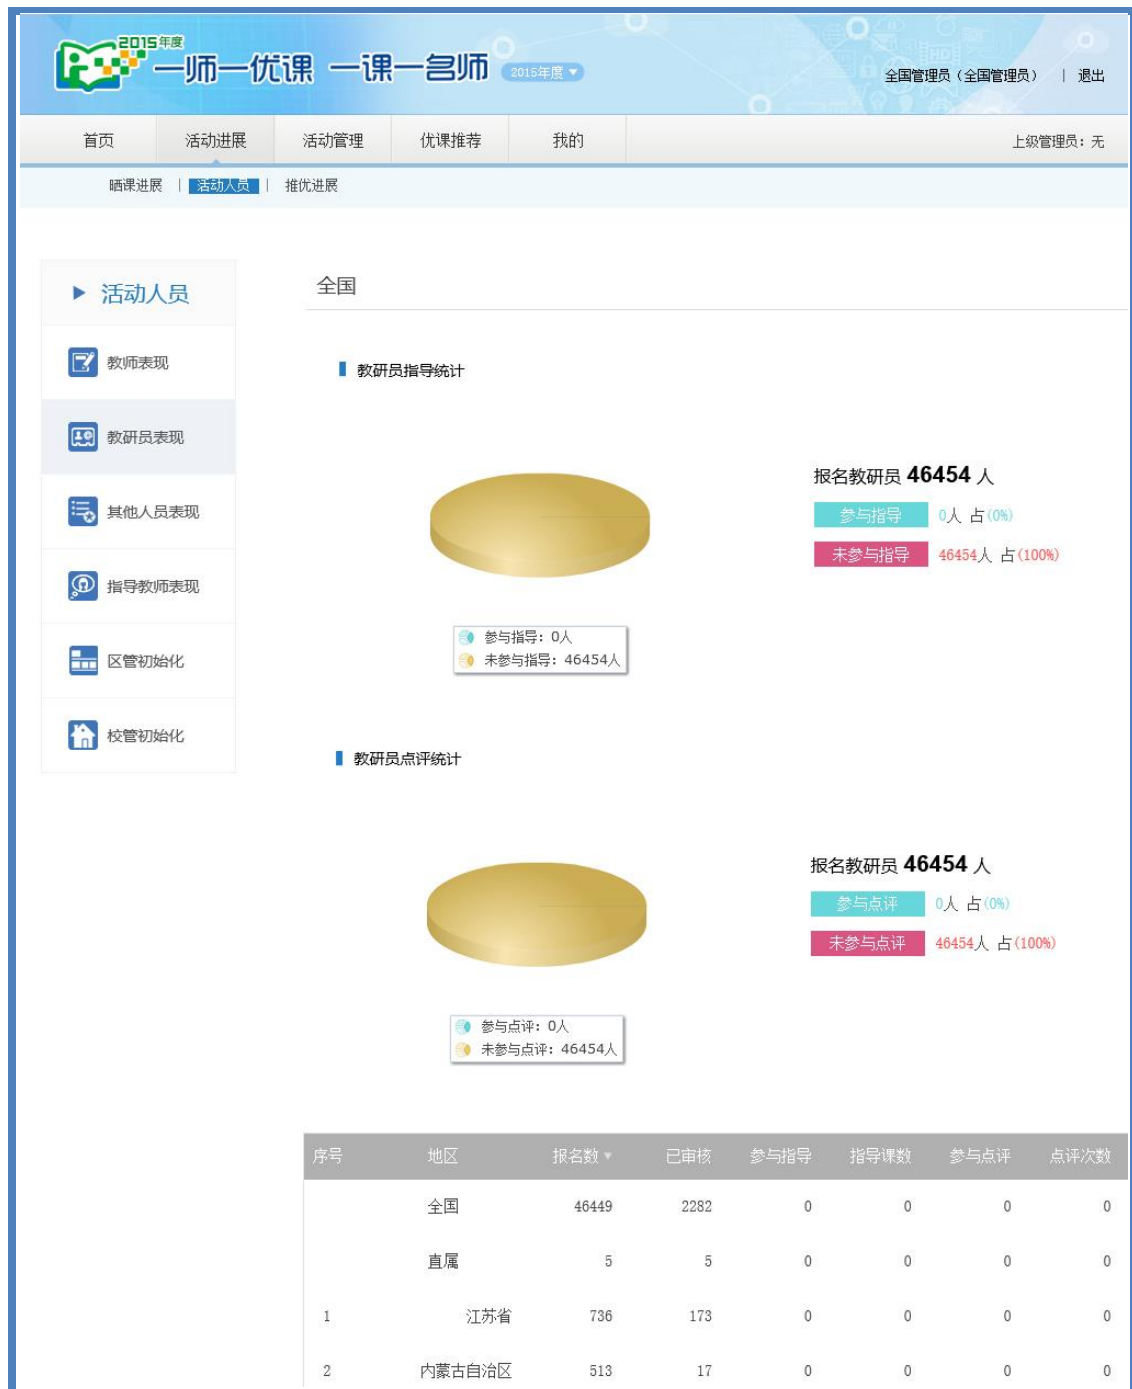 2015年度
一师一优课 一课一名师
2015年度
全国管理员（全国管理员） | 退出
首页 活动进展 活动管理 优课推荐 我的 上级管理员：无
晒课进展 | 活动人员 | 推优进展
活动人员
教师表现
教研员表现
其他人员表现
指导教师表现
区管初始化
校管初始化
全国
教研员指导统计
报名教研员 46454 人
参与指导 0人 占(0%)
未参与指导 46454人 占(100%)
参与指导：0人
未参与指导：46454人
教研员点评统计
报名教研员 46454 人
参与点评 0人 占(0%)
未参与点评 46454人 占(100%)
参与点评：0人
未参与点评：46454人
序号 地区 报名数 已审核 参与指导 指导课数 参与点评 点评次数
全国 46449 2282 0 0 0 0
直属 5 5 0 0 0 0
1 江苏省 736 173 0 0 0 0
2 内蒙古自治区 513 17 0 0 0 0